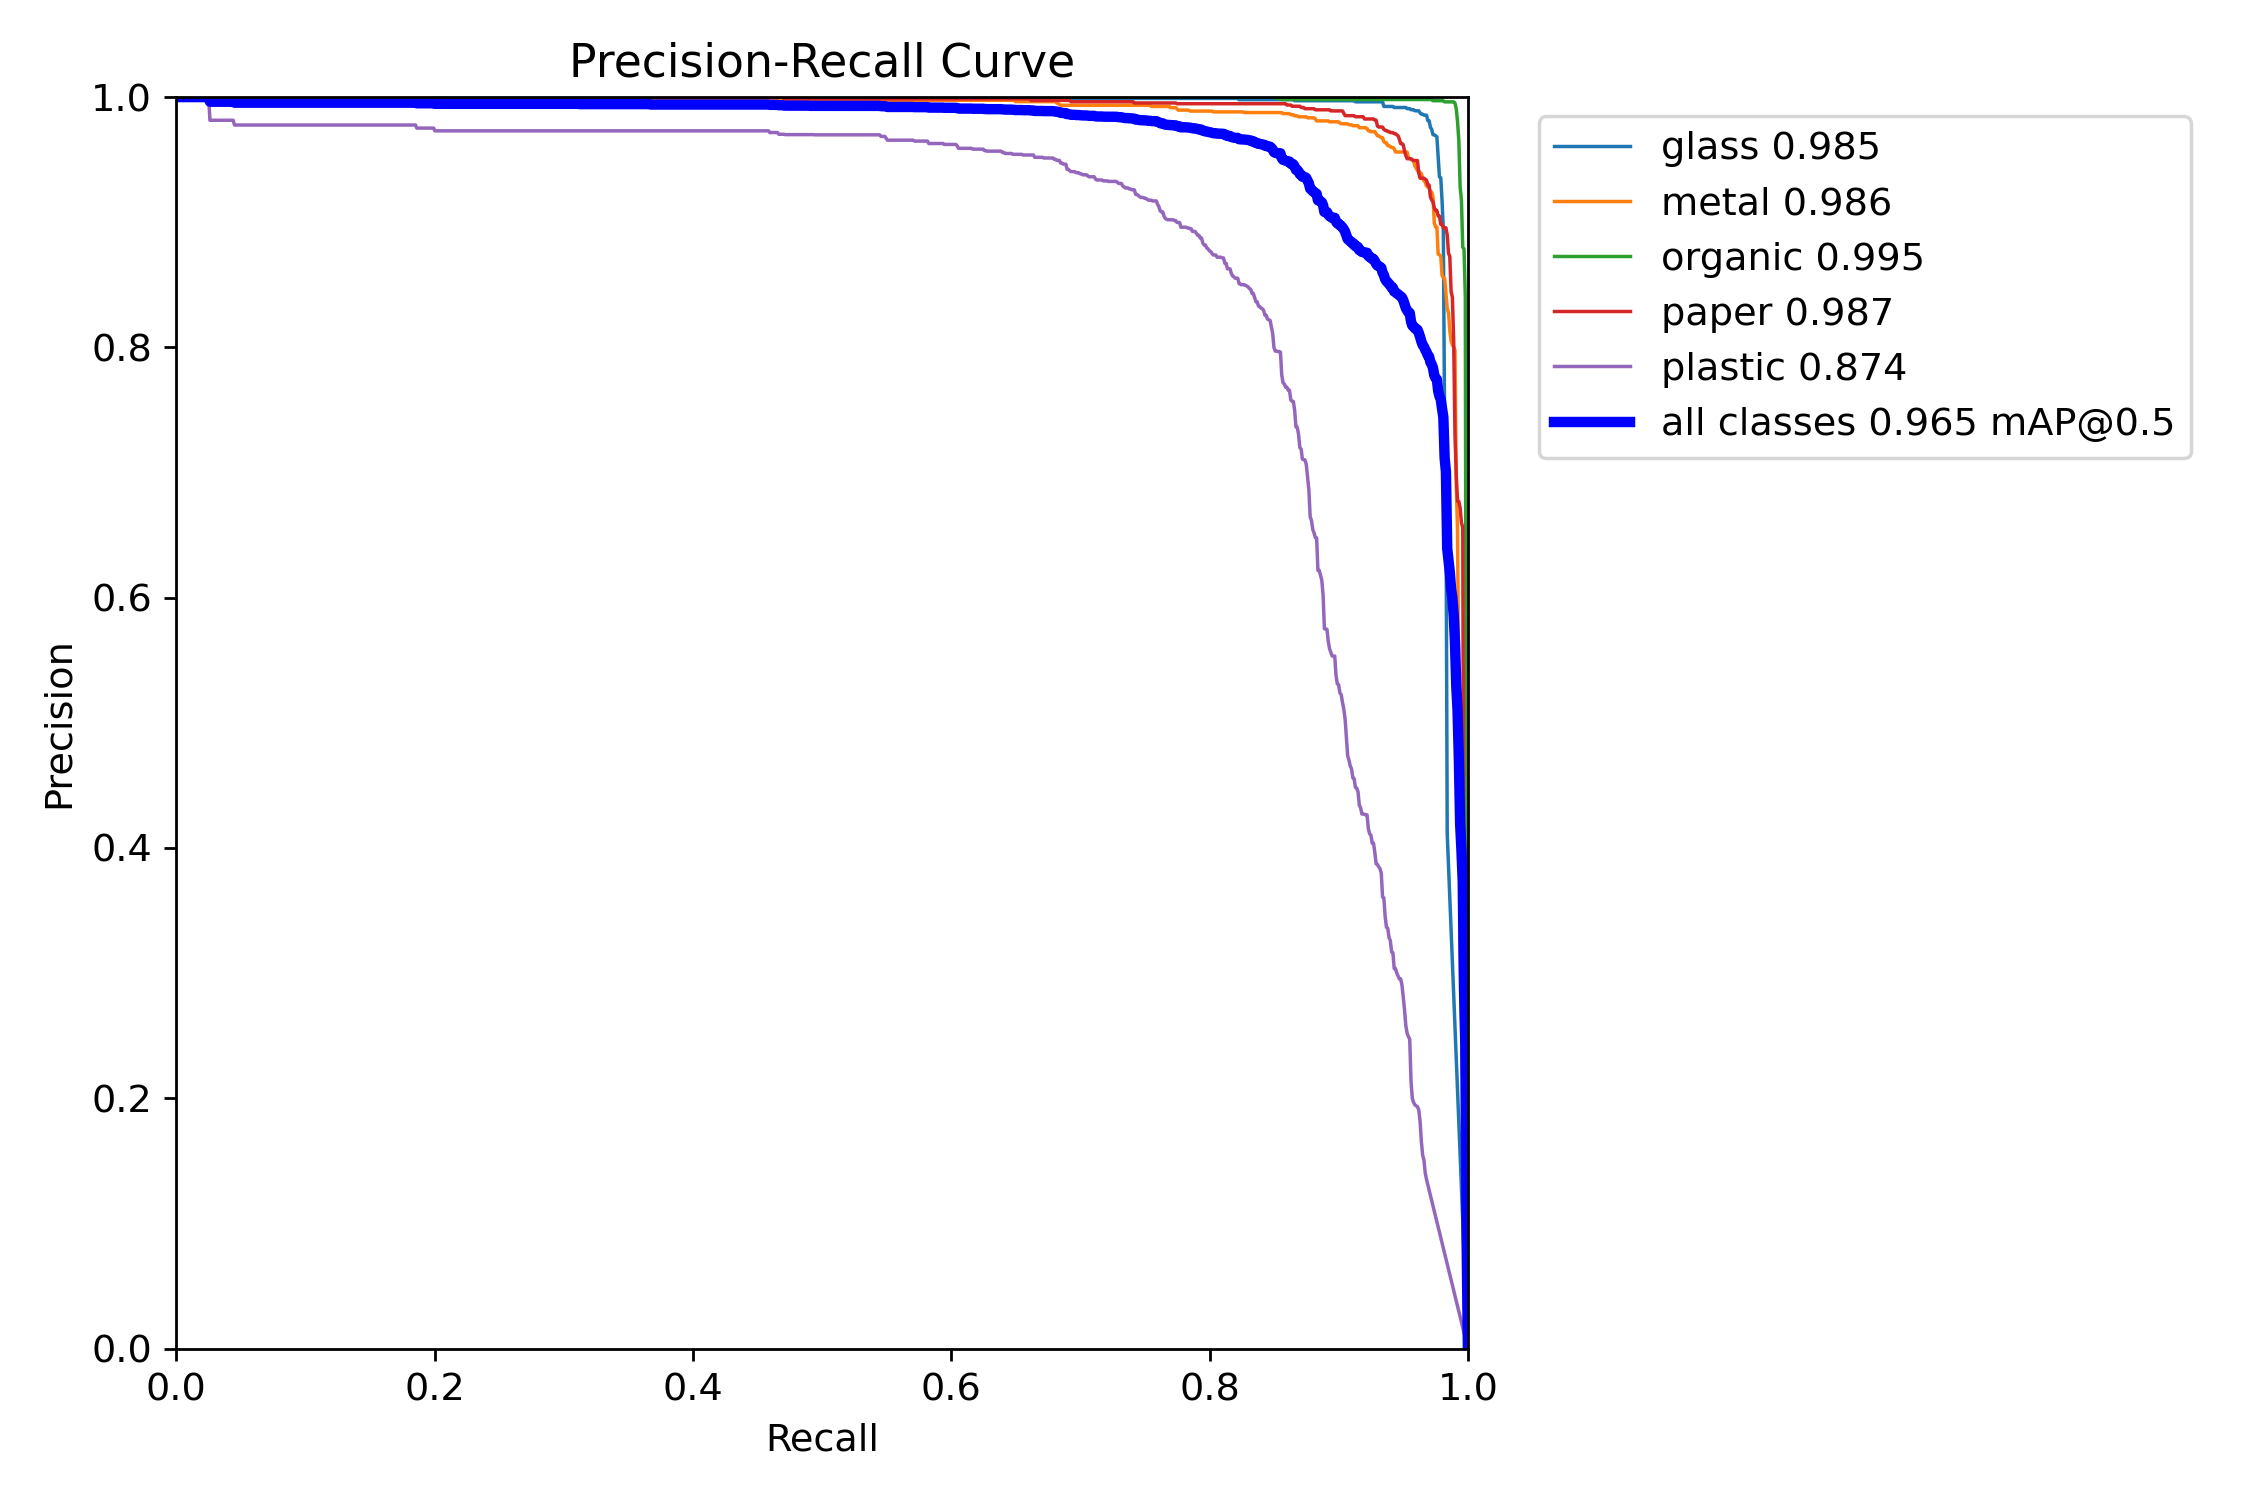 Precision-Recall Curve
1.0
0.8
0.6
0.4
0.2
0.0
Precision
0.0 0.2 0.4 0.6 0.8 1.0
Recall
glass 0.985
metal 0.986
organic 0.995
paper 0.987
plastic 0.874
all classes 0.965 mAP@0.5